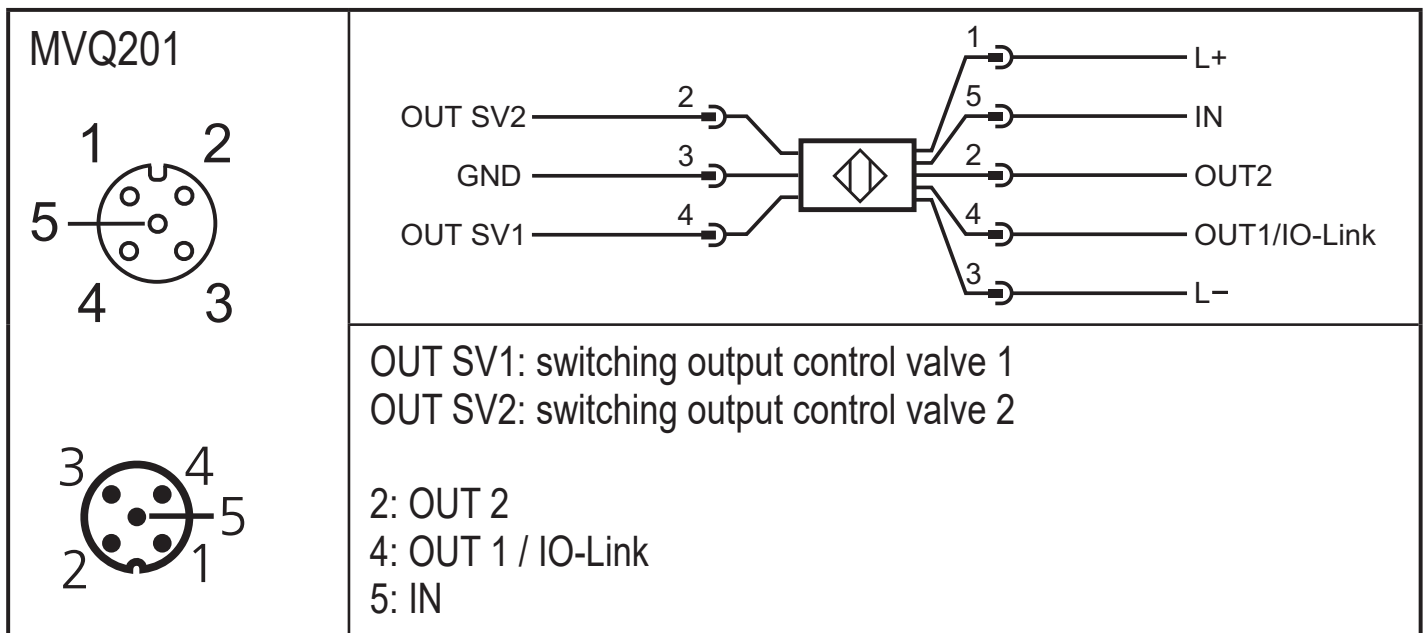 MVQ201
1 2
5
4 3
3 4
5
2 1
OUT SV2 2
GND 3
OUT SV1 4
1 L+
5 IN
2 OUT2
4 OUT1/IO-Link
3 L−
OUT SV1: switching output control valve 1
OUT SV2: switching output control valve 2
2: OUT 2
4: OUT 1 / IO-Link
5: IN